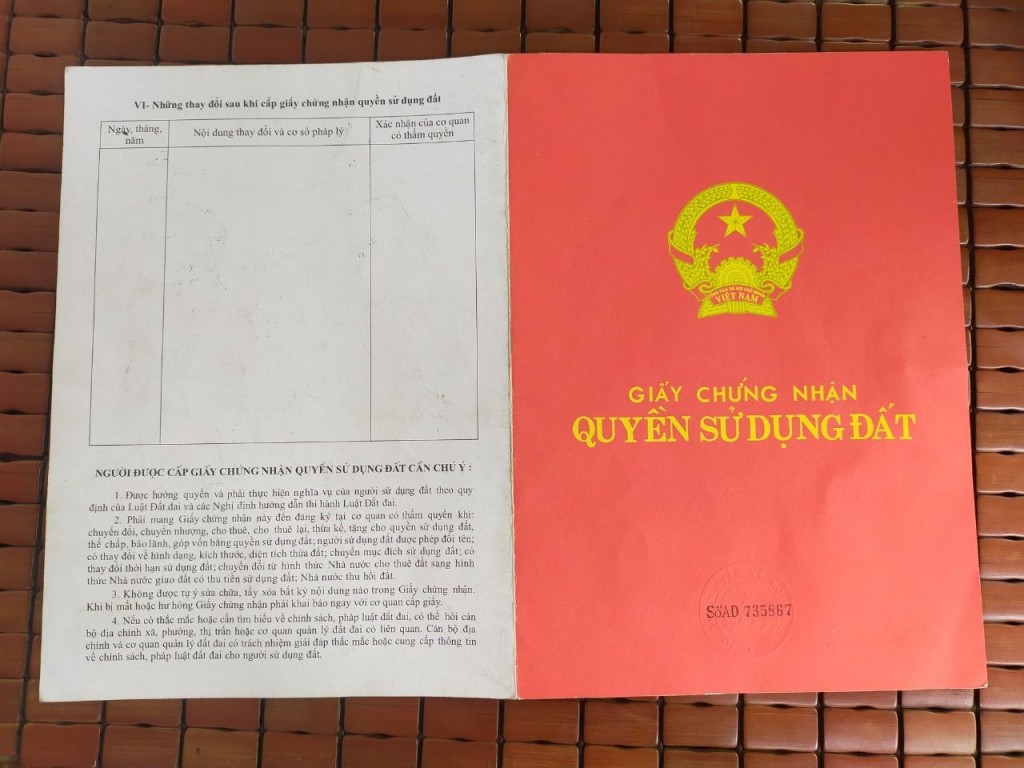 VI- Những thay đổi sau khi cấp giấy chứng nhận quyền sử dụng đất
Ngày, tháng, năm
Nội dung thay đổi và cơ sở pháp lý
Xác nhận của cơ quan có thẩm quyền
NGƯỜI ĐƯỢC CẤP GIẤY CHỨNG NHẬN QUYỀN SỬ DỤNG ĐẤT CẦN CHÚ Ý :
1. Được hưởng quyền và phải thực hiện nghĩa vụ của người sử dụng đất theo quy
định của Luật Đất đai và các Nghị định hướng dẫn thi hành Luật Đất đai.
2. Phải mang Giấy chứng nhận này đến đăng ký tại cơ quan có thẩm quyền khi:
chuyển đổi, chuyển nhượng, cho thuê, cho thuê lại, thừa kế, tặng cho quyền sử dụng đất,
thế chấp, bảo lãnh, góp vốn bằng quyền sử dụng đất; người sử dụng đất được phép đổi tên;
có thay đổi về hình dạng, kích thước, diện tích thửa đất; chuyển mục đích sử dụng đất; có
thay đổi thời hạn sử dụng đất; chuyển đổi từ hình thức Nhà nước cho thuê đất sang hình
thức Nhà nước giao đất có thu tiền sử dụng đất; Nhà nước thu hồi đất.
3. Không được tự ý sửa chữa, tẩy xóa bất kỳ nội dung nào trong Giấy chứng nhận.
Khi bị mất hoặc hư hỏng Giấy chứng nhận phải khai báo ngay với cơ quan cấp giấy.
4. Nếu có thắc mắc hoặc cần tìm hiểu về chính sách, pháp luật đất đai, có thể hỏi cán
bộ địa chính xã, phường, thị trấn hoặc cơ quan quản lý đất đai có liên quan. Cán bộ địa
chính và cơ quan quản lý đất đai có trách nhiệm giải đáp thắc mắc hoặc cung cấp thông tin
về chính sách, pháp luật đất đai cho người sử dụng đất.
VIỆT NAM
GIẤY CHỨNG NHẬN
QUYỀN SỬ DỤNG ĐẤT
Số AD 735867